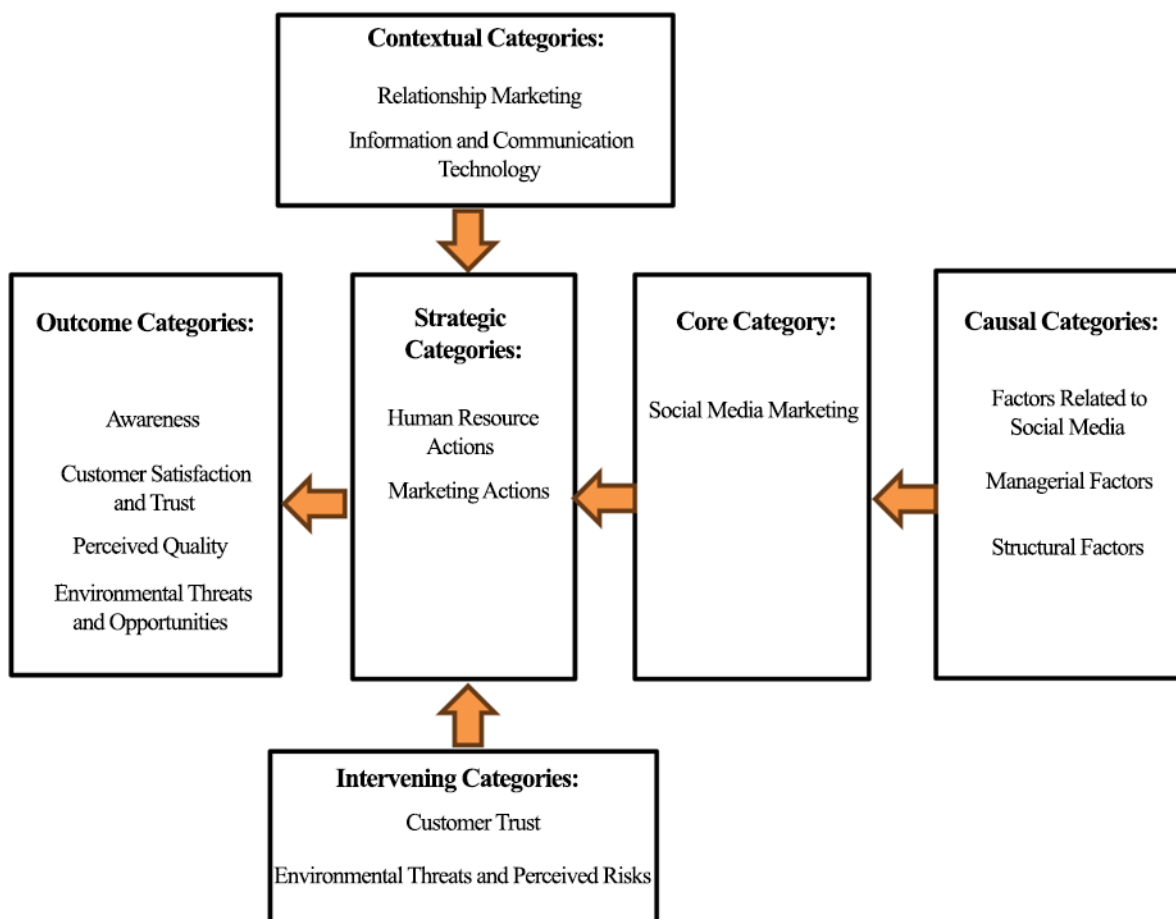 Contextual Categories:
Relationship Marketing
Information and Communication
Technology
Outcome Categories:
Awareness
Customer Satisfaction
and Trust
Perceived Quality
Environmental Threats
and Opportunities
Strategic
Categories:
Human Resource
Actions
Marketing Actions
Core Category:
Social Media Marketing
Causal Categories:
Factors Related to
Social Media
Managerial Factors
Structural Factors
Intervening Categories:
Customer Trust
Environmental Threats and Perceived Risks